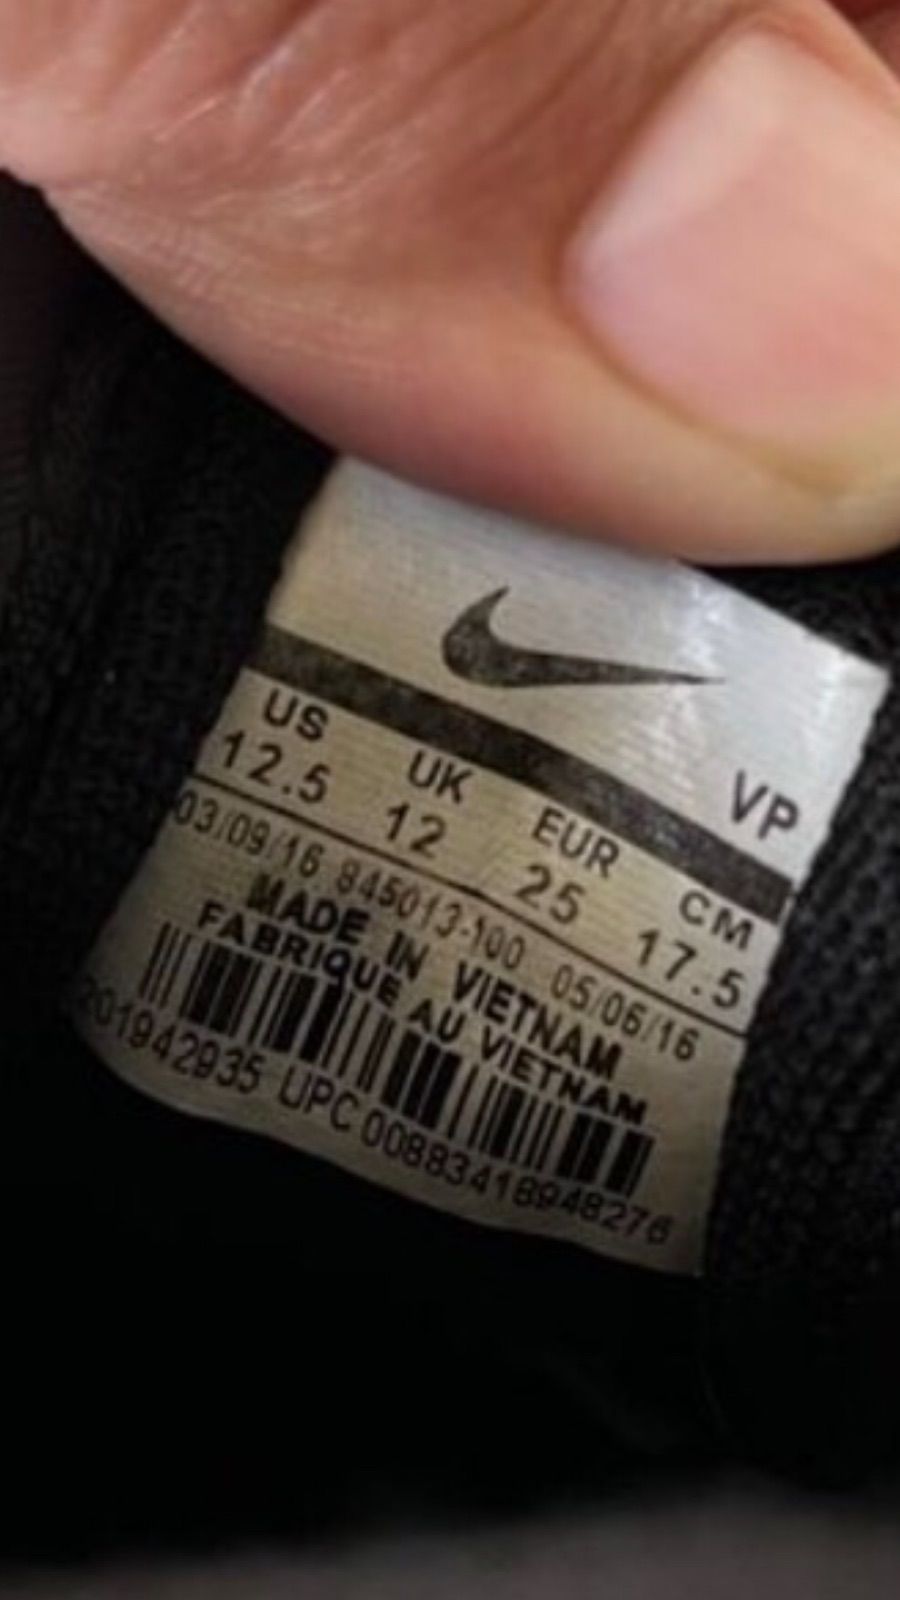 VP
US UK EUR CM
12.5 12 25 17.5
03/09/16 845013-100 05/06/16
MADE IN VIETNAM
FABRIQUE AU VIETNAM
201942935 UPC 00883418948276